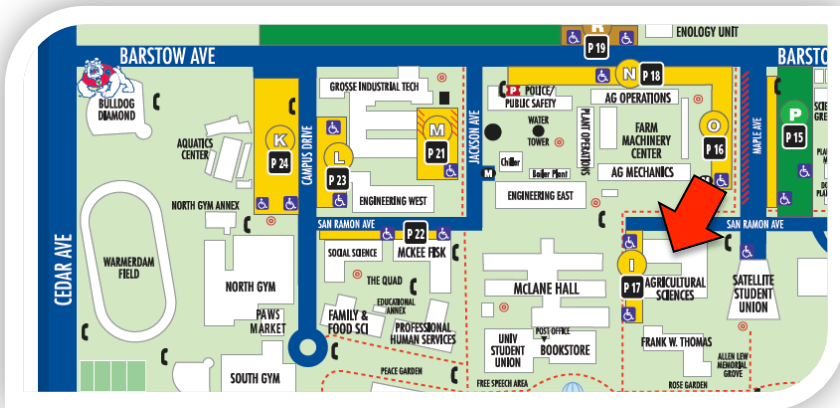 ENOLOGY UNIT
R
P 19
BARSTOW AVE
BARSTO
BULLDOG
DIAMOND
GROSSE INDUSTRIAL TECH
P
POLICE/
PUBLIC SAFETY
N
P 18
AG OPERATIONS
K
P 24
AQUATICS
CENTER
CAMPUS DRIVE
L
P 23
M
P 21
JACKSON AVE
WATER
TOWER
PLANT OPERATIONS
FARM
MACHINERY
CENTER
O
P 16
MAPLE AVE
P
P 15
Chiller
M
Boiler Plant
AG MECHANICS
ENGINEERING WEST
ENGINEERING EAST
NORTH GYM ANNEX
SAN RAMON AVE
SAN RAMON AVE
P 22
CEDAR AVE
WARMERDAM
FIELD
NORTH GYM
SOCIAL SCIENCE
MCKEE FISK
THE QUAD
McLANE HALL
I
P 17
AGRICULTURAL
SCIENCES
SATELLITE
STUDENT
UNION
PAWS
MARKET
FAMILY &
FOOD SCI
EDUCATIONAL
ANNEX
PROFESSIONAL
HUMAN SERVICES
UNIV
STUDENT
UNION
POST OFFICE
BOOKSTORE
FRANK W. THOMAS
ALLEN LEW
MEMORIAL
GROVE
SOUTH GYM
PEACE GARDEN
FREE SPEECH AREA
ROSE GARDEN